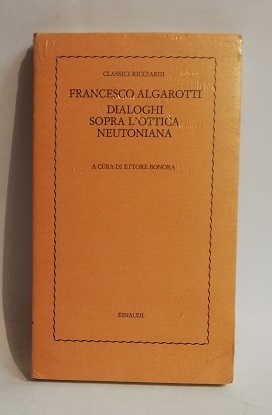 CLASSICI RICCIARDI
FRANCESCO ALGAROTTI
DIALOGHI
SOPRA L'OTTICA
NEUTONIANA
A CURA DI ETTORE BONORA
EINAUDI